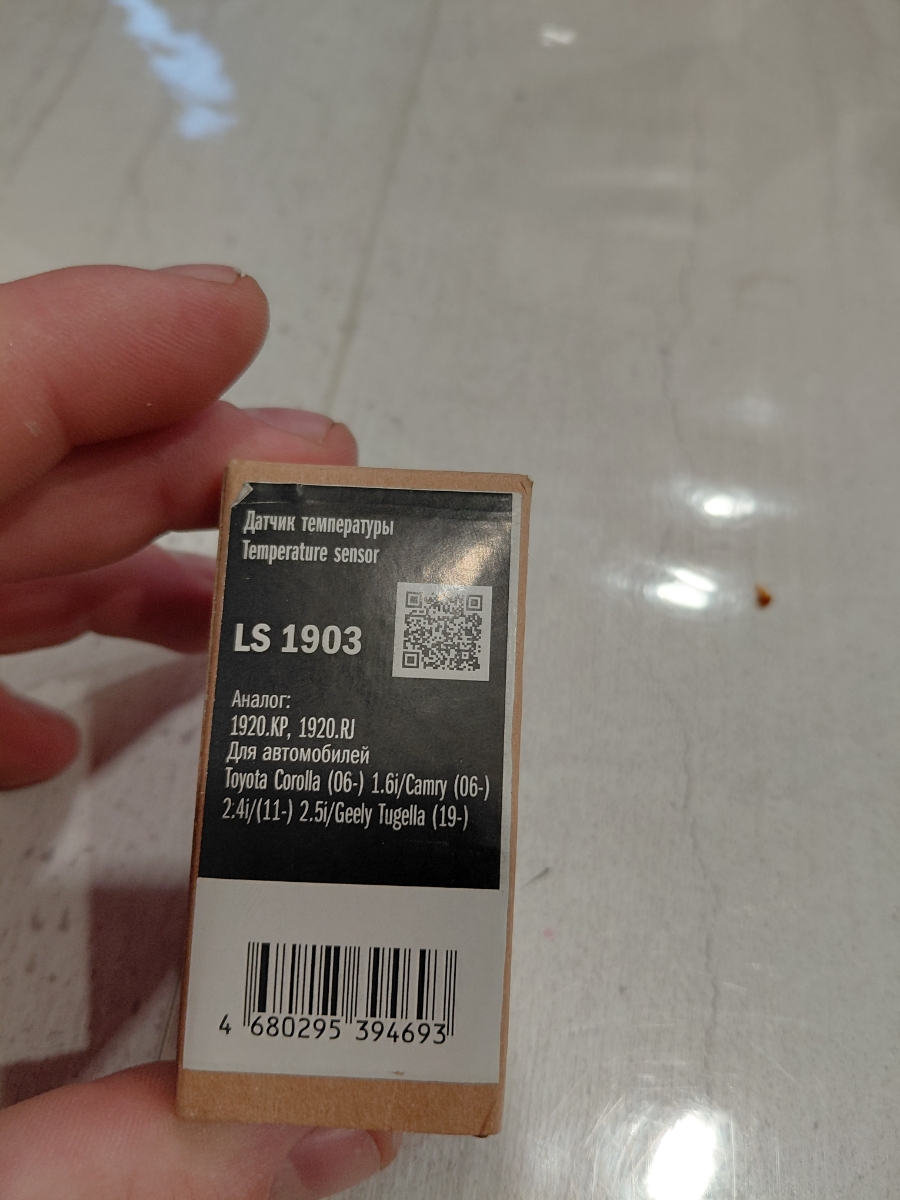 Датчик температуры
Temperature sensor
LS 1903
Аналог:
1920.KP, 1920.RJ
Для автомобилей
Toyota Corolla (06-) 1.6i/Camry (06-)
2.4i/(11-) 2.5i/Geely Tugella (19-)
4 680295 394693